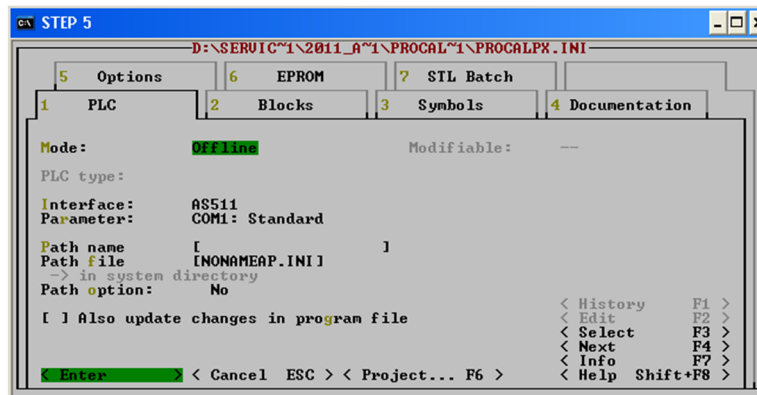 STEP 5
D:\SERVIC~1\2011_A~1\PROCAL~1\PROCALPX.INI
5 Options 6 EPROM 7 STL Batch
1 PLC 2 Blocks 3 Symbols 4 Documentation
Mode: Offline Modifiable: --
PLC type:
Interface: AS511
Parameter: COM1: Standard
Path name [ ]
Path file [NONAMEAP.INI]
-> in system directory
Path option: No
< History F1 >
[ ] Also update changes in program file < Edit F2 >
< Select F3 >
< Next F4 >
< Info F7 >
< Enter > < Cancel ESC > < Project... F6 > < Help Shift+F8 >